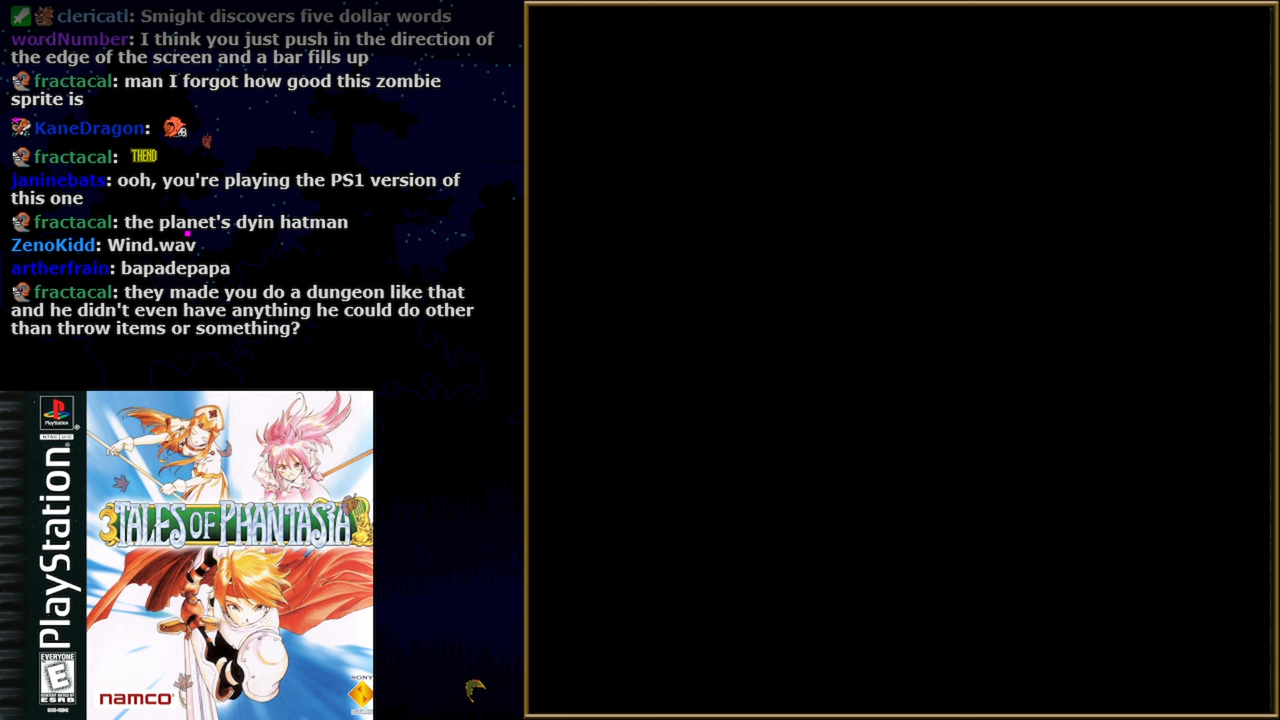 clericatl: Smight discovers five dollar words
wordNumber: I think you just push in the direction of
the edge of the screen and a bar fills up
fractacal: man I forgot how good this zombie
sprite is
KaneDragon:
fractacal: THEND
janinebats: ooh, you're playing the PS1 version of
this one
fractacal: the planet's dyin hatman
ZenoKidd: Wind.wav
artherfrain: bapadepapa
fractacal: they made you do a dungeon like that
and he didn't even have anything he could do other
than throw items or something?
PlayStation
NTSC U/C
PlayStation
TALES OF PHANTASIA
EVERYONE
E
ESRB
namco
SONY